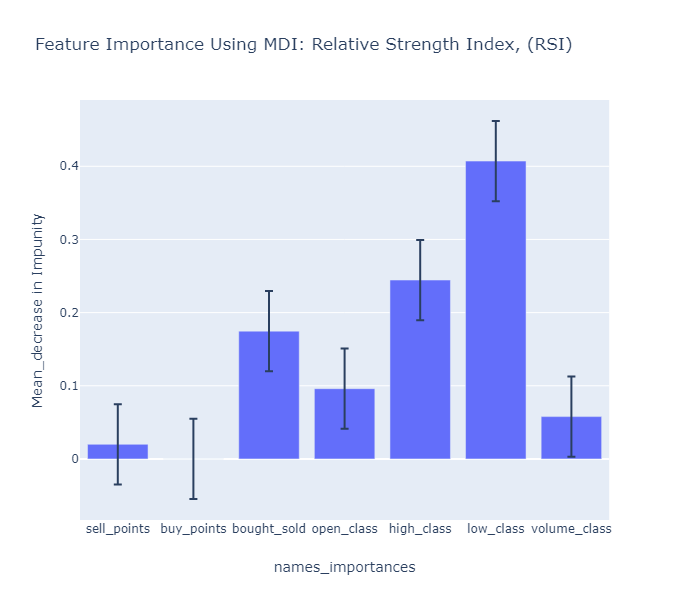 Feature Importance Using MDI: Relative Strength Index, (RSI)
Mean_decrease in Impunity
0.4
0.3
0.2
0.1
0
sell_points buy_points bought_sold open_class high_class low_class volume_class
names_importances